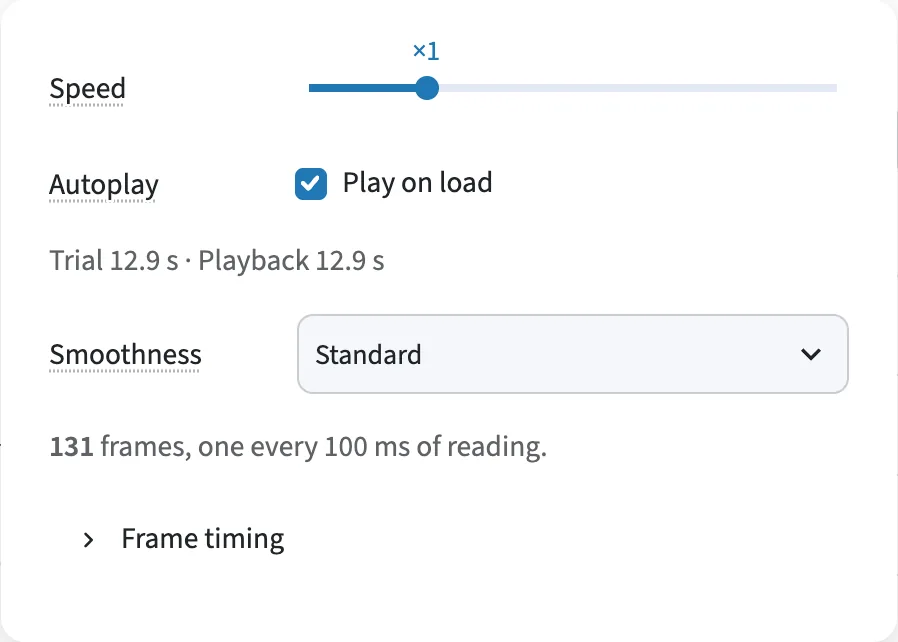 ×1
Speed
Autoplay Play on load
Trial 12.9 s · Playback 12.9 s
Smoothness Standard
131 frames, one every 100 ms of reading.
Frame timing